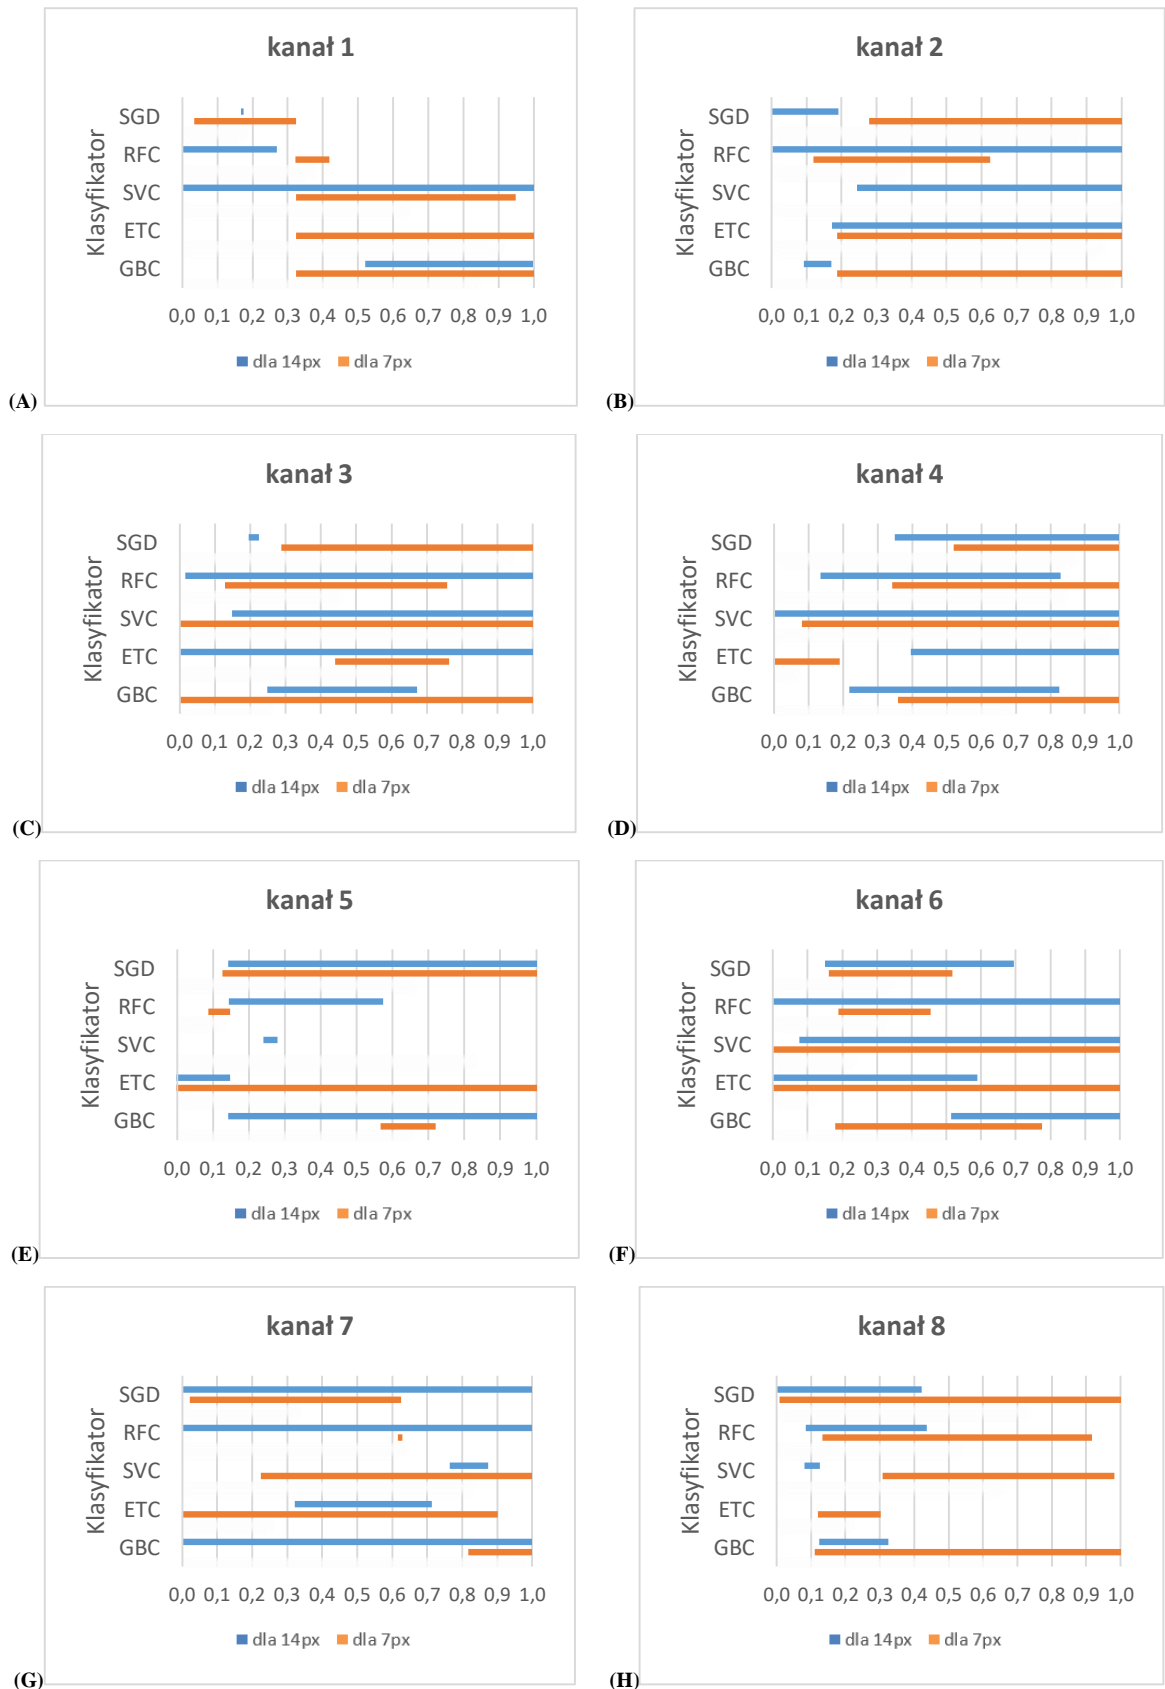 kanał 1
Klasyfikator
SGD
RFC
SVC
ETC
GBC
0,0 0,1 0,2 0,3 0,4 0,5 0,6 0,7 0,8 0,9 1,0
dla 14px dla 7px
(A)
kanał 2
Klasyfikator
SGD
RFC
SVC
ETC
GBC
0,0 0,1 0,2 0,3 0,4 0,5 0,6 0,7 0,8 0,9 1,0
dla 14px dla 7px
(B)
kanał 3
Klasyfikator
SGD
RFC
SVC
ETC
GBC
0,0 0,1 0,2 0,3 0,4 0,5 0,6 0,7 0,8 0,9 1,0
dla 14px dla 7px
(C)
kanał 4
Klasyfikator
SGD
RFC
SVC
ETC
GBC
0,0 0,1 0,2 0,3 0,4 0,5 0,6 0,7 0,8 0,9 1,0
dla 14px dla 7px
(D)
kanał 5
Klasyfikator
SGD
RFC
SVC
ETC
GBC
0,0 0,1 0,2 0,3 0,4 0,5 0,6 0,7 0,8 0,9 1,0
dla 14px dla 7px
(E)
kanał 6
Klasyfikator
SGD
RFC
SVC
ETC
GBC
0,0 0,1 0,2 0,3 0,4 0,5 0,6 0,7 0,8 0,9 1,0
dla 14px dla 7px
(F)
kanał 7
Klasyfikator
SGD
RFC
SVC
ETC
GBC
0,0 0,1 0,2 0,3 0,4 0,5 0,6 0,7 0,8 0,9 1,0
dla 14px dla 7px
(G)
kanał 8
Klasyfikator
SGD
RFC
SVC
ETC
GBC
0,0 0,1 0,2 0,3 0,4 0,5 0,6 0,7 0,8 0,9 1,0
dla 14px dla 7px
(H)